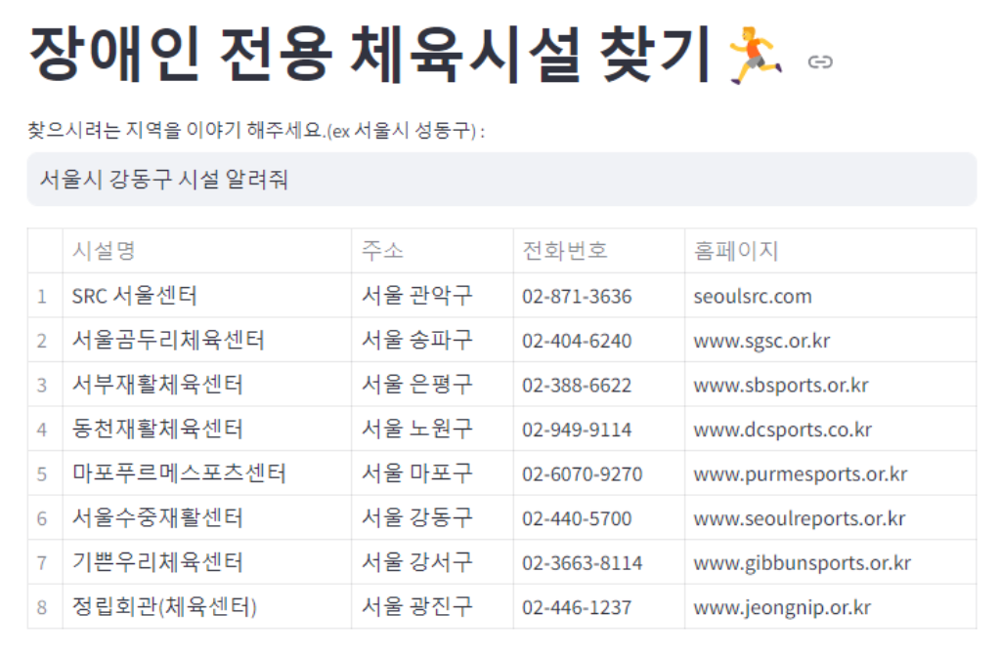 장애인 전용 체육시설 찾기
찾으시려는 지역을 이야기 해주세요.(ex 서울시 성동구) :
서울시 강동구 시설 알려줘
시설명 주소 전화번호 홈페이지
1 SRC 서울센터 서울 관악구 02-871-3636 seoulsrc.com
2 서울곰두리체육센터 서울 송파구 02-404-6240 www.sgsc.or.kr
3 서부재활체육센터 서울 은평구 02-388-6622 www.sbsports.or.kr
4 동천재활체육센터 서울 노원구 02-949-9114 www.dcsports.co.kr
5 마포푸르메스포츠센터 서울 마포구 02-6070-9270 www.purmesports.or.kr
6 서울수중재활센터 서울 강동구 02-440-5700 www.seoulreports.or.kr
7 기쁜우리체육센터 서울 강서구 02-3663-8114 www.gibbunsports.or.kr
8 정립회관(체육센터) 서울 광진구 02-446-1237 www.jeongnip.or.kr